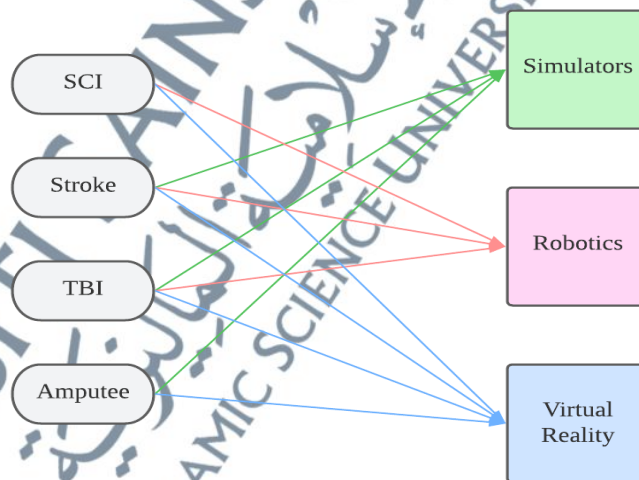 SCI
Stroke
TBI
Amputee
Simulators
Robotics
Virtual
Reality
AMIC SCIENCE UNIVERS